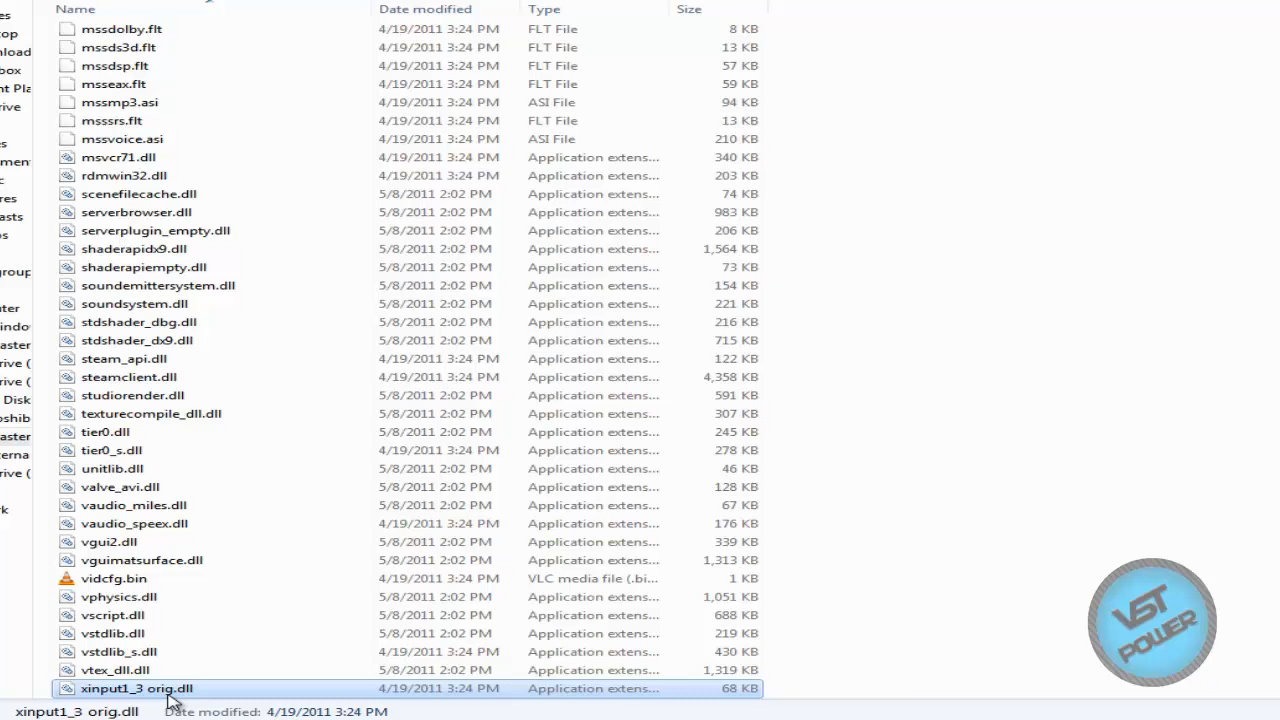 Name Date modified Type Size
es mssdolby.flt 4/19/2011 3:24 PM FLT File 8 KB
top mssds3d.flt 4/19/2011 3:24 PM FLT File 13 KB
nload mssdsp.flt 4/19/2011 3:24 PM FLT File 57 KB
box msseax.flt 4/19/2011 3:24 PM FLT File 59 KB
nt Pla mssmp3.asi 4/19/2011 3:24 PM ASI File 94 KB
rive msssrs.flt 4/19/2011 3:24 PM FLT File 13 KB
es mssvoice.asi 4/19/2011 3:24 PM ASI File 210 KB
ment msvcr71.dll 4/19/2011 3:24 PM Application extens... 340 KB
c rdmwin32.dll 4/19/2011 3:24 PM Application extens... 203 KB
res scenefilecache.dll 5/8/2011 2:02 PM Application extens... 74 KB
asts serverbrowser.dll 5/8/2011 2:02 PM Application extens... 983 KB
os serverplugin_empty.dll 5/8/2011 2:02 PM Application extens... 206 KB
shaderapidx9.dll 5/8/2011 2:02 PM Application extens... 1,564 KB
group shaderapiempty.dll 5/8/2011 2:02 PM Application extens... 73 KB
soundemittersystem.dll 5/8/2011 2:02 PM Application extens... 154 KB
uter soundsystem.dll 5/8/2011 2:02 PM Application extens... 221 KB
indo stdshader_dbg.dll 5/8/2011 2:02 PM Application extens... 216 KB
aster stdshader_dx9.dll 5/8/2011 2:02 PM Application extens... 715 KB
rive ( steam_api.dll 4/19/2011 3:24 PM Application extens... 122 KB
rive ( steamclient.dll 4/19/2011 3:24 PM Application extens... 4,358 KB
Disk studiorender.dll 5/8/2011 2:02 PM Application extens... 591 KB
oshib texturecompile_dll.dll 5/8/2011 2:02 PM Application extens... 307 KB
aster tier0.dll 5/8/2011 2:02 PM Application extens... 245 KB
erna tier0_s.dll 4/19/2011 3:24 PM Application extens... 278 KB
rive ( unitlib.dll 5/8/2011 2:02 PM Application extens... 46 KB
valve_avi.dll 5/8/2011 2:02 PM Application extens... 128 KB
rk vaudio_miles.dll 5/8/2011 2:02 PM Application extens... 67 KB
vaudio_speex.dll 4/19/2011 3:24 PM Application extens... 176 KB
vgui2.dll 5/8/2011 2:02 PM Application extens... 339 KB
vguimatsurface.dll 5/8/2011 2:02 PM Application extens... 1,313 KB
vidcfg.bin 4/19/2011 3:24 PM VLC media file (.bi... 1 KB
vphysics.dll 5/8/2011 2:02 PM Application extens... 1,051 KB
vscript.dll 5/8/2011 2:02 PM Application extens... 688 KB
vstdlib.dll 5/8/2011 2:02 PM Application extens... 219 KB
vstdlib_s.dll 4/19/2011 3:24 PM Application extens... 430 KB
vtex_dll.dll 5/8/2011 2:02 PM Application extens... 1,319 KB
xinput1_3 orig.dll 4/19/2011 3:24 PM Application extens... 68 KB
xinput1_3 orig.dll Date modified: 4/19/2011 3:24 PM
VST
POWER